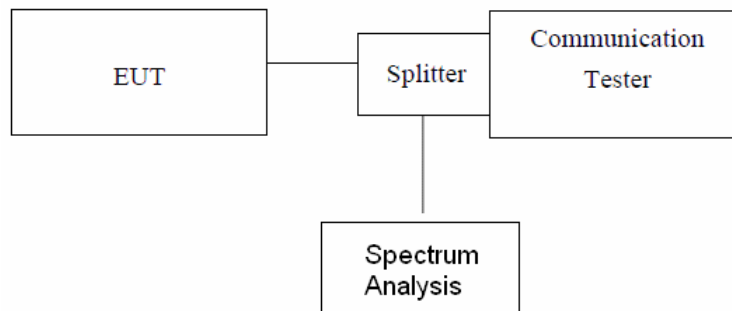 EUT
Splitter
Communication
Tester
Spectrum
Analysis